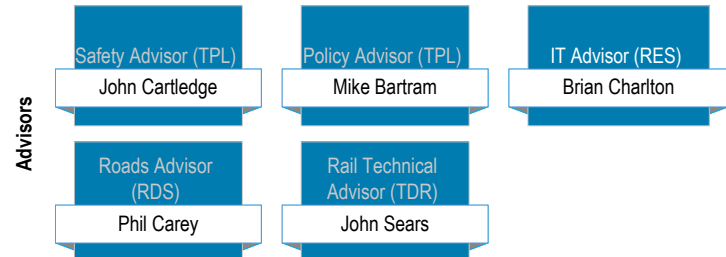 Advisors
Safety Advisor (TPL)
John Cartledge
Policy Advisor (TPL)
Mike Bartram
IT Advisor (RES)
Brian Charlton
Roads Advisor
(RDS)
Phil Carey
Rail Technical
Advisor (TDR)
John Sears